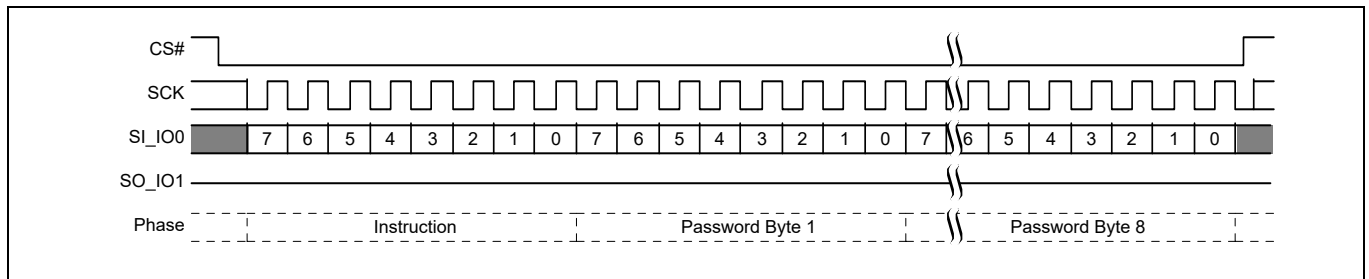 CS#
SCK
SI_IO0 7 6 5 4 3 2 1 0 7 6 5 4 3 2 1 0 7 6 5 4 3 2 1 0
SO_IO1
Phase Instruction Password Byte 1 Password Byte 8